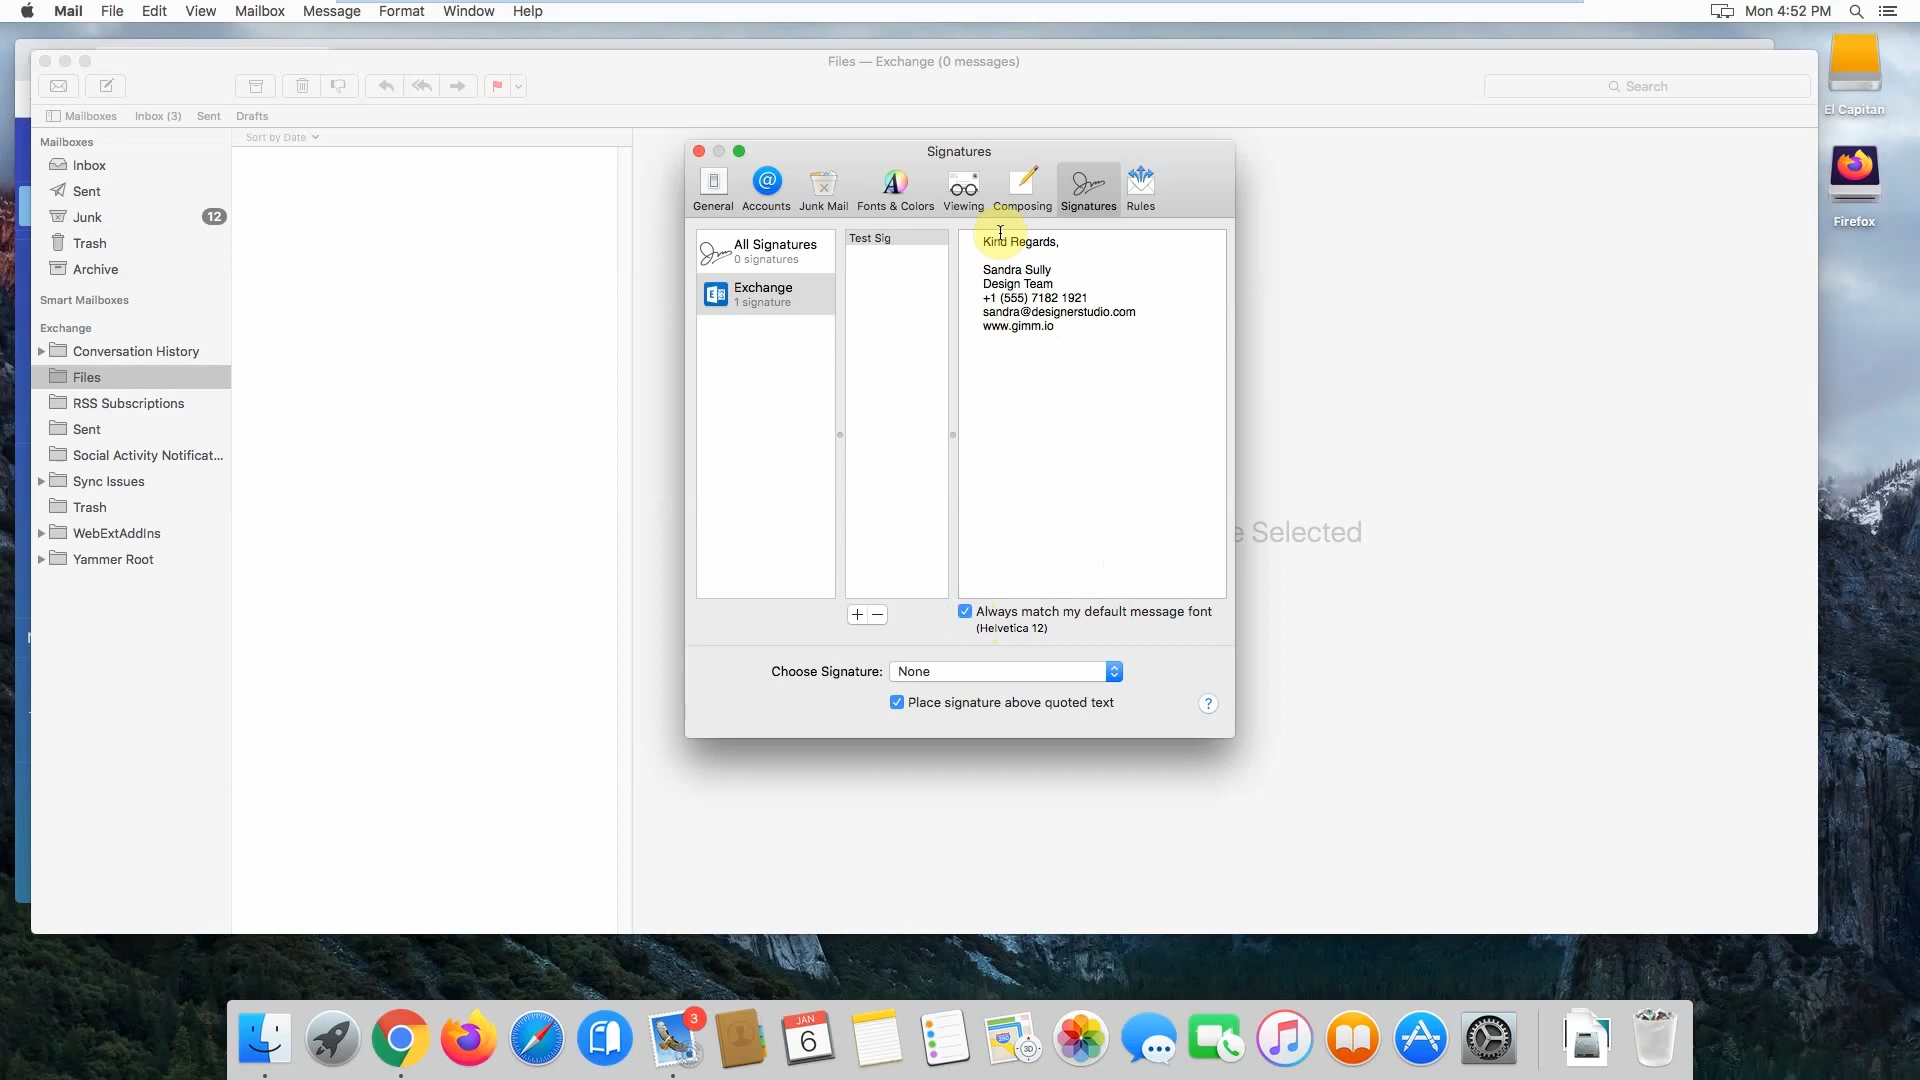 Mail File Edit View Mailbox Message Format Window Help
Mon 4:52 PM
Files — Exchange (0 messages)
Search
Mailboxes Inbox (3) Sent Drafts
Sort by Date
Mailboxes
Inbox
Sent
Junk 12
Trash
Archive
Smart Mailboxes
Exchange
Conversation History
Files
RSS Subscriptions
Sent
Social Activity Notificat...
Sync Issues
Trash
WebExtAddIns
Yammer Root
Signatures
General Accounts Junk Mail Fonts & Colors Viewing Composing Signatures Rules
All Signatures
0 signatures
Exchange
1 signature
Test Sig
Kind Regards,
Sandra Sully
Design Team
+1 (555) 7182 1921
sandra@designerstudio.com
www.gimm.io
Always match my default message font
(Helvetica 12)
Choose Signature: None
Place signature above quoted text
?
Selected
El Capitan
Firefox
3
JAN
6
3D